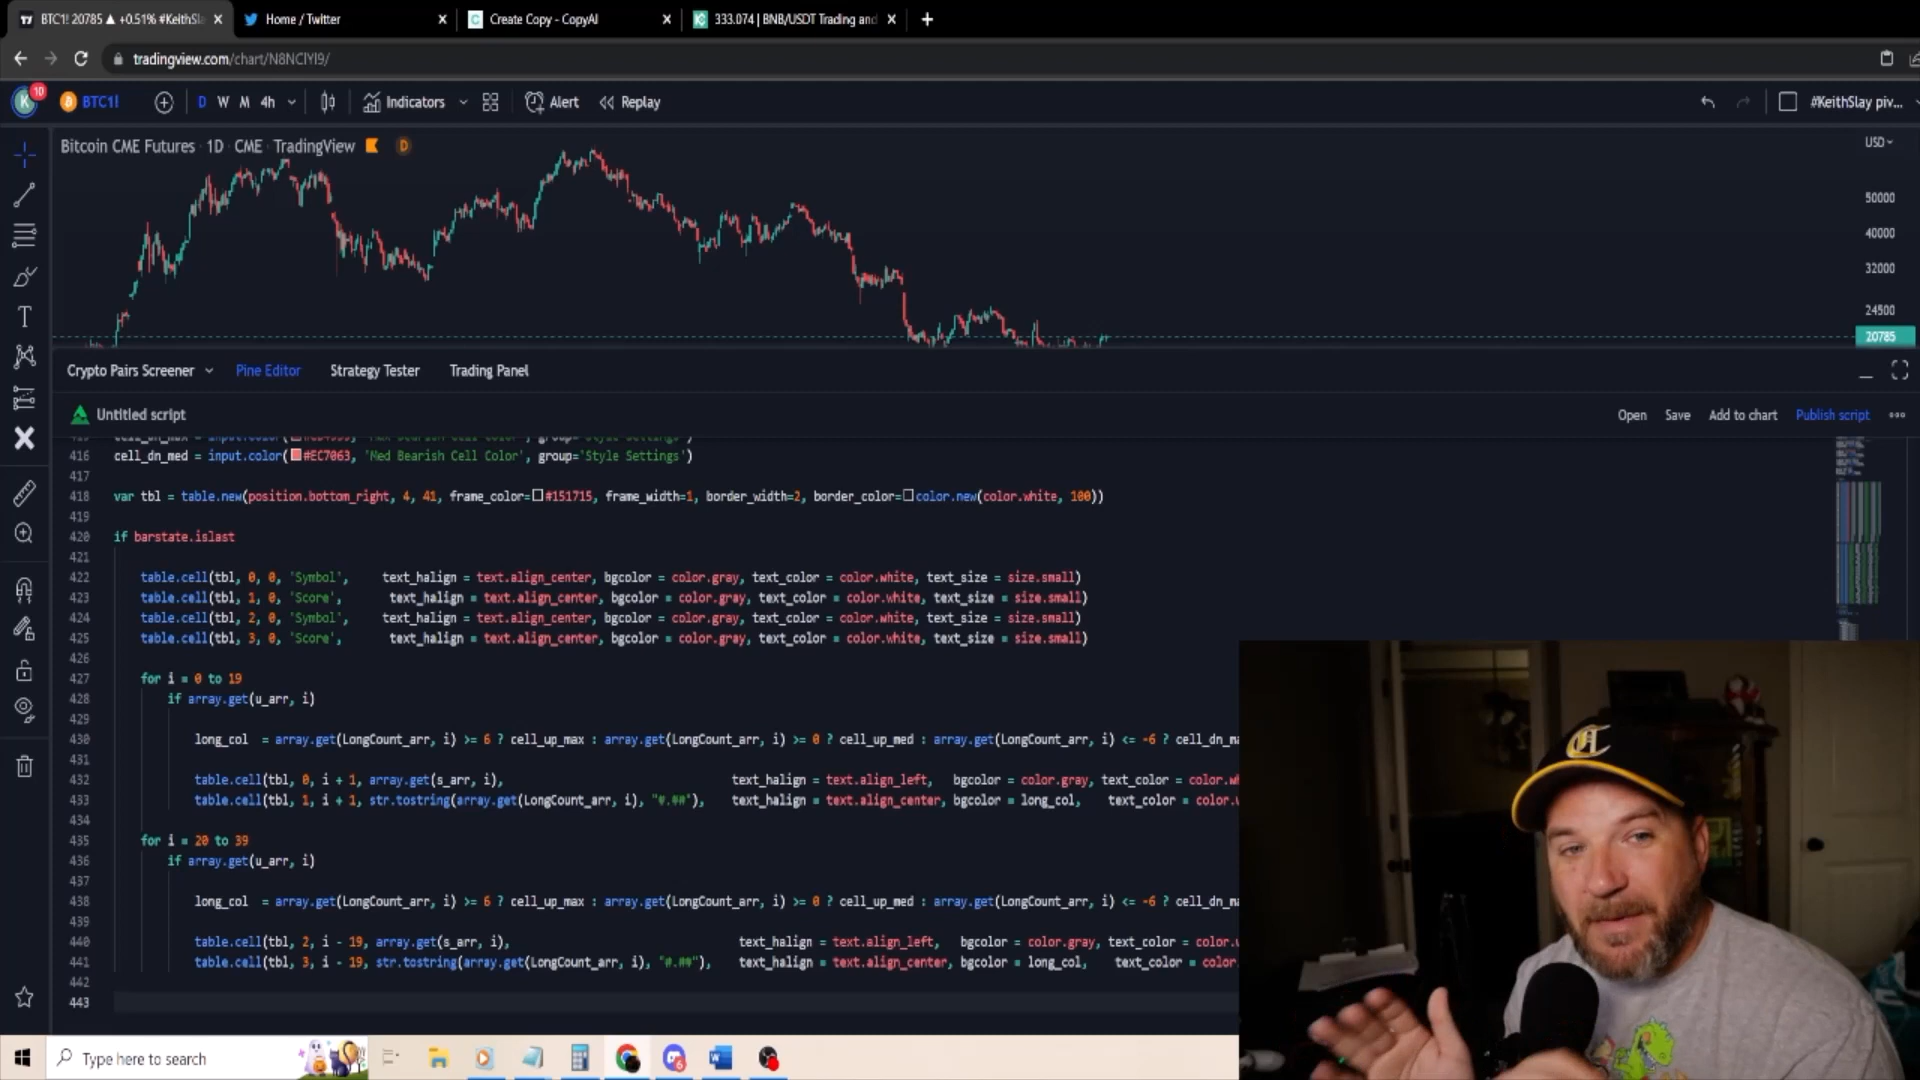 BTC1! 20785 ▲ +0.51% #KeithSla
Home / Twitter
Create Copy - CopyAI
333.074 | BNB/USDT Trading and
tradingview.com/chart/N8NCIYI9/
K 10 BTC1! D W M 4h Indicators Alert Replay #KeithSlay piv...
Bitcoin CME Futures · 1D · CME · TradingView D
USD
50000
40000
32000
24500
20785
Crypto Pairs Screener Pine Editor Strategy Tester Trading Panel
Untitled script Open Save Add to chart Publish script
416 cell_dn_med = input.color(#EC7063, 'Med Bearish Cell Color', group='Style Settings')
417
418 var tbl = table.new(position.bottom_right, 4, 41, frame_color=#151715, frame_width=1, border_width=2, border_color=color.new(color.white, 100))
419
420 if barstate.islast
421
422 table.cell(tbl, 0, 0, 'Symbol', text_halign = text.align_center, bgcolor = color.gray, text_color = color.white, text_size = size.small)
423 table.cell(tbl, 1, 0, 'Score', text_halign = text.align_center, bgcolor = color.gray, text_color = color.white, text_size = size.small)
424 table.cell(tbl, 2, 0, 'Symbol', text_halign = text.align_center, bgcolor = color.gray, text_color = color.white, text_size = size.small)
425 table.cell(tbl, 3, 0, 'Score', text_halign = text.align_center, bgcolor = color.gray, text_color = color.white, text_size = size.small)
426
427 for i = 0 to 19
428 if array.get(u_arr, i)
429
430 long_col = array.get(LongCount_arr, i) >= 6 ? cell_up_max : array.get(LongCount_arr, i) >= 0 ? cell_up_med : array.get(LongCount_arr, i) <= -6 ? cell_dn_ma
431
432 table.cell(tbl, 0, i + 1, array.get(s_arr, i), text_halign = text.align_left, bgcolor = color.gray, text_color = color.wh
433 table.cell(tbl, 1, i + 1, str.tostring(array.get(LongCount_arr, i), "#.##"), text_halign = text.align_center, bgcolor = long_col, text_color = color.
434
435 for i = 20 to 39
436 if array.get(u_arr, i)
437
438 long_col = array.get(LongCount_arr, i) >= 6 ? cell_up_max : array.get(LongCount_arr, i) >= 0 ? cell_up_med : array.get(LongCount_arr, i) <= -6 ? cell_dn_ma
439
440 table.cell(tbl, 2, i - 19, array.get(s_arr, i), text_halign = text.align_left, bgcolor = color.gray, text_color = color.
441 table.cell(tbl, 3, i - 19, str.tostring(array.get(LongCount_arr, i), "#.##"), text_halign = text.align_center, bgcolor = long_col, text_color = color.
442
443
Type here to search